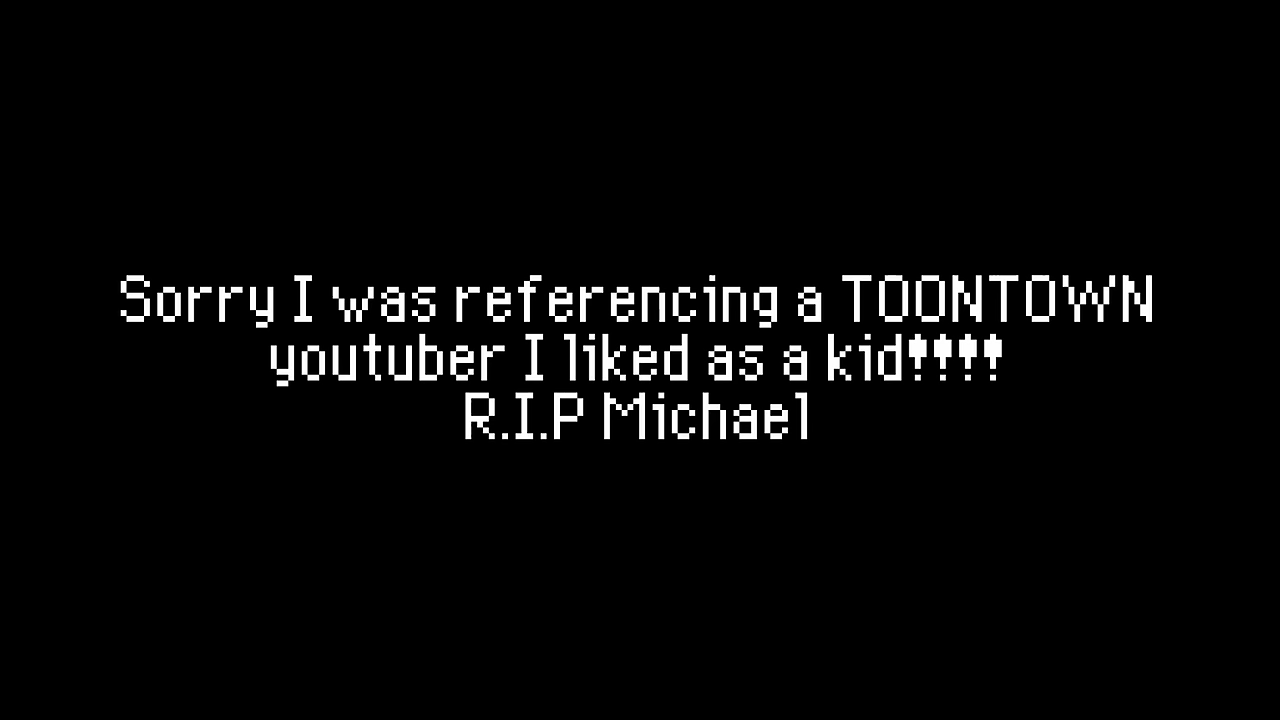 Sorry I was referencing a TOONTOWN
youtuber I liked as a kid!!!!
R.I.P Michael